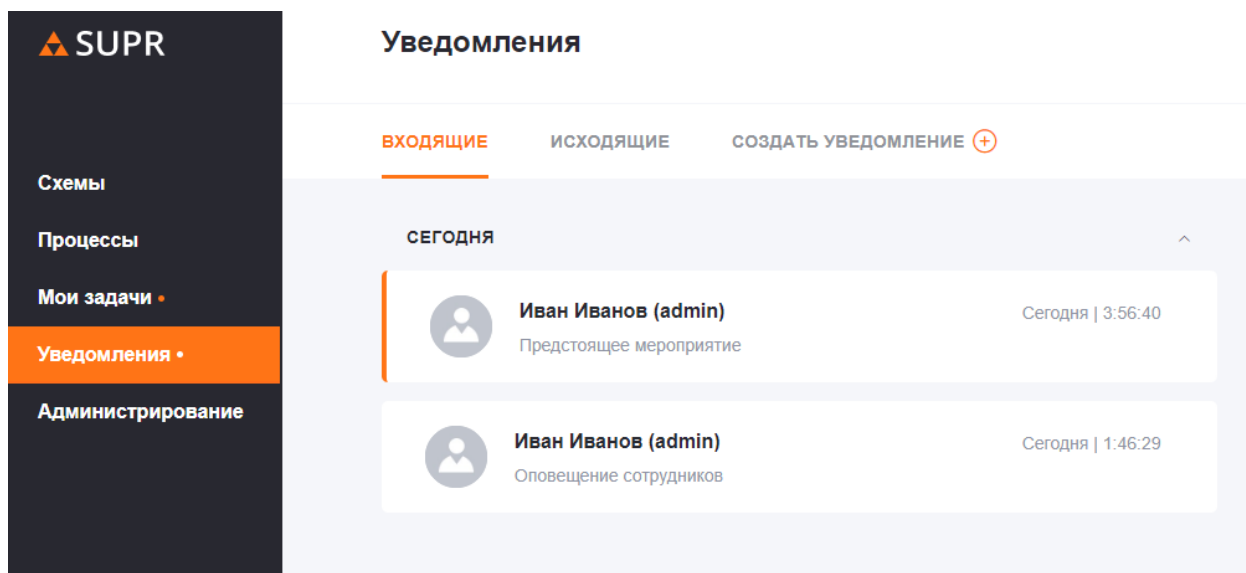 SUPR
Схемы
Процессы
Мои задачи •
Уведомления •
Администрирование
Уведомления
ВХОДЯЩИЕ ИСХОДЯЩИЕ СОЗДАТЬ УВЕДОМЛЕНИЕ +
СЕГОДНЯ
Иван Иванов (admin) Сегодня | 3:56:40
Предстоящее мероприятие
Иван Иванов (admin) Сегодня | 1:46:29
Оповещение сотрудников